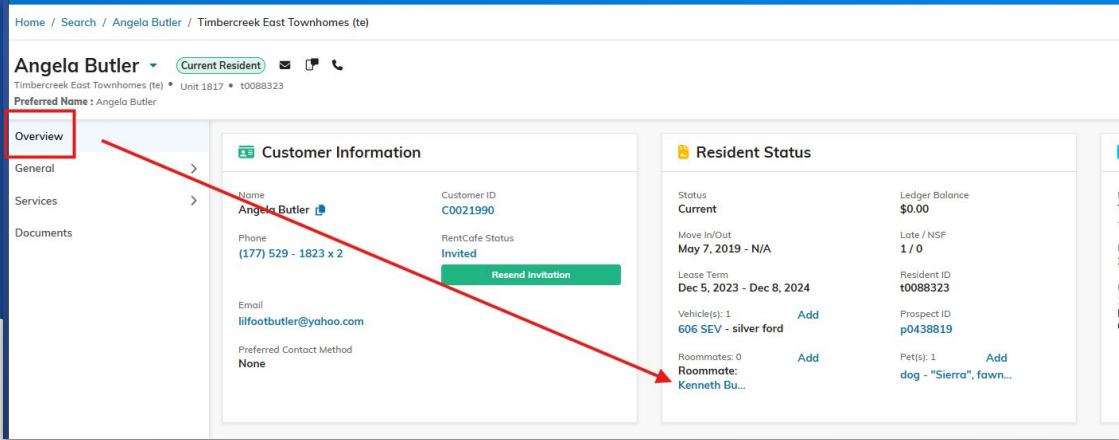 Home / Search / Angela Butler / Timbercreek East Townhomes (te)
Angela Butler Current Resident
Timbercreek East Townhomes (te) • Unit 1817 • t0088323
Preferred Name : Angela Butler
Overview
General
Services
Documents
Customer Information
Name
Angela Butler
Customer ID
C0021990
Phone
(177) 529 - 1823 x 2
RentCafe Status
Invited
Resend Invitation
Email
lilfootbutler@yahoo.com
Preferred Contact Method
None
Resident Status
Status
Current
Ledger Balance
$0.00
Move In/Out
May 7, 2019 - N/A
Late / NSF
1 / 0
Lease Term
Dec 5, 2023 - Dec 8, 2024
Resident ID
t0088323
Vehicle(s): 1 Add
606 SEV - silver ford
Prospect ID
p0438819
Roommates: 0 Add
Roommate:
Kenneth Bu...
Pet(s): 1 Add
dog - "Sierra", fawn...